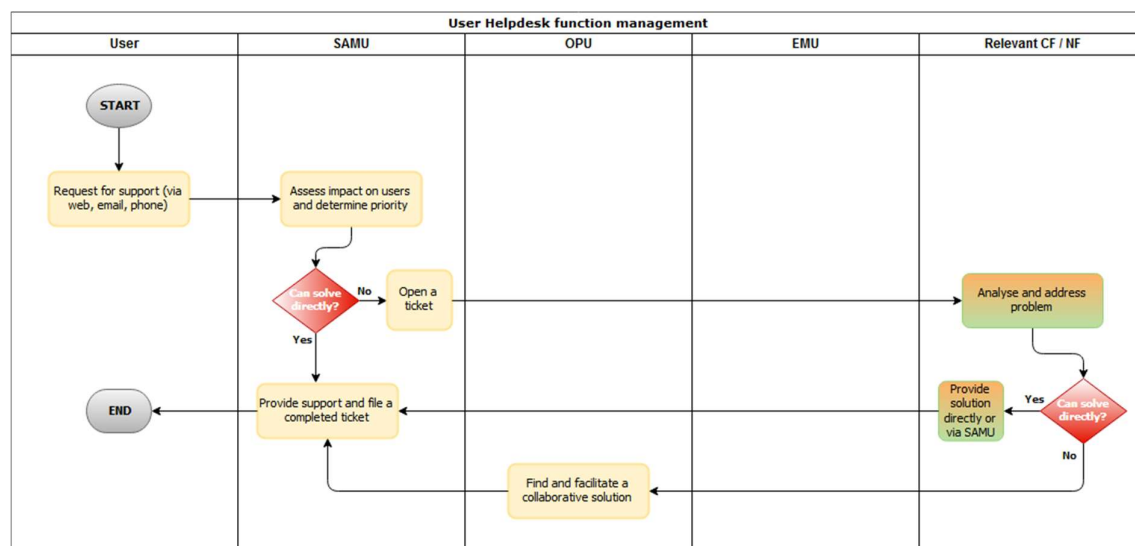 User Helpdesk function management
User
SAMU
OPU
EMU
Relevant CF / NF
START
Request for support (via
web, email, phone)
Assess impact on users
and determine priority
Can solve
directly?
No
Open a
ticket
Yes
Analyse and address
problem
Can solve
directly?
Yes
Provide
solution
directly or
via SAMU
No
Provide support and file a
completed ticket
END
Find and facilitate a
collaborative solution